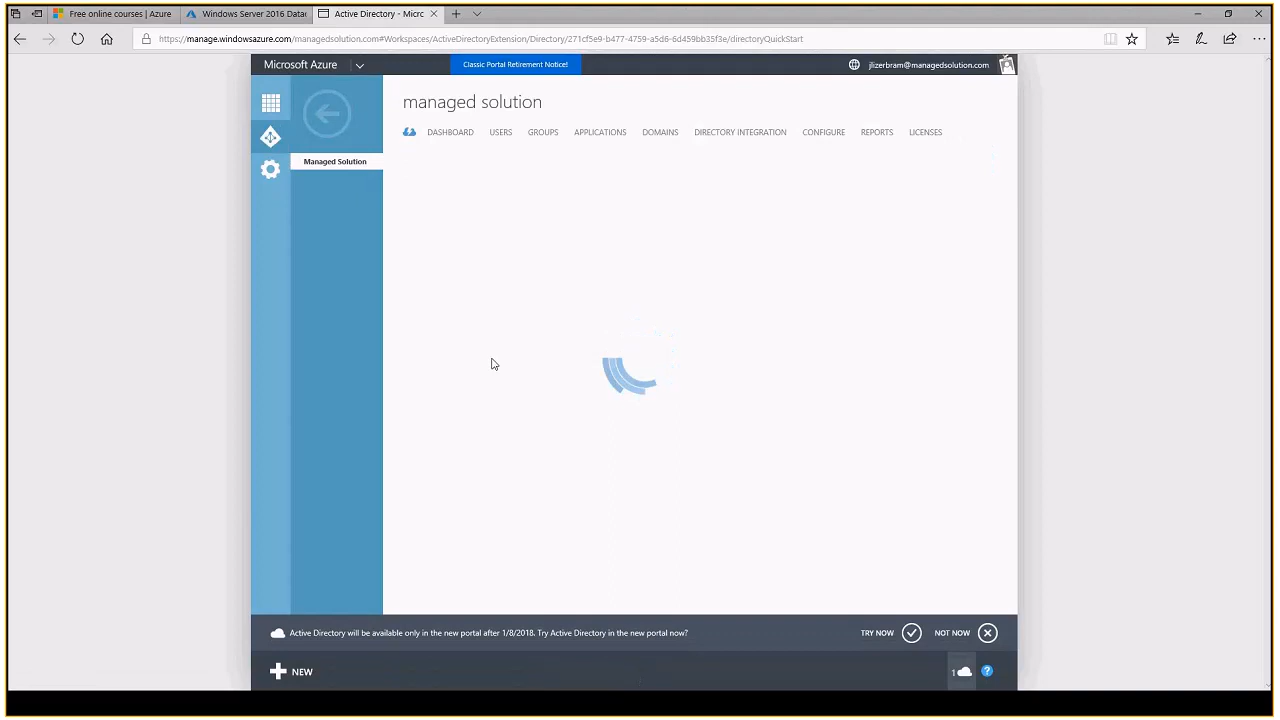 Free online courses | Azure
Windows Server 2016 Datac
Active Directory - Micrc
https://manage.windowsazure.com/managedsolution.com#Workspaces/ActiveDirectoryExtension/Directory/271cf5e9-b477-4759-a5d6-6d459bb35f3e/directoryQuickStart
Microsoft Azure
Classic Portal Retirement Notice!
jlizerbram@managedsolution.com
managed solution
DASHBOARD USERS GROUPS APPLICATIONS DOMAINS DIRECTORY INTEGRATION CONFIGURE REPORTS LICENSES
Managed Solution
Active Directory will be available only in the new portal after 1/8/2018. Try Active Directory in the new portal now?
TRY NOW
NOT NOW
NEW
1
?